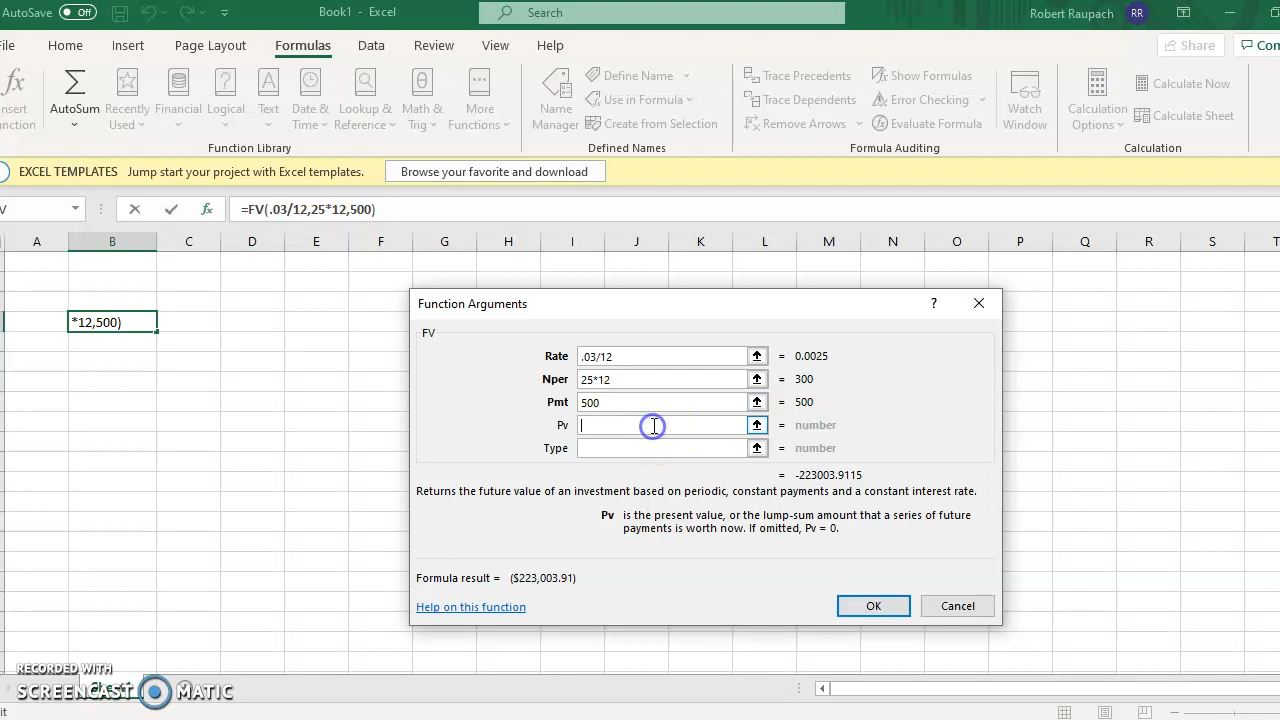 AutoSave Off
Book1 - Excel
Search
Robert Raupach RR
File Home Insert Page Layout Formulas Data Review View Help
Share
fx
AutoSum
Recently Used
Financial
Logical
Text
Date & Time
Lookup & Reference
Math & Trig
More Functions
Function Library
Name Manager
Define Name
Use in Formula
Create from Selection
Defined Names
Trace Precedents
Trace Dependents
Remove Arrows
Show Formulas
Error Checking
Evaluate Formula
Formula Auditing
Watch Window
Calculation Options
Calculate Now
Calculate Sheet
Calculation
EXCEL TEMPLATES Jump start your project with Excel templates. Browse your favorite and download
fx =FV(.03/12,25*12,500)
A B C D E F G H I J K L M N O P Q R S T
*12,500)
Function Arguments ?
FV
Rate .03/12 = 0.0025
Nper 25*12 = 300
Pmt 500 = 500
Pv = number
Type = number
= -223003.9115
Returns the future value of an investment based on periodic, constant payments and a constant interest rate.
Pv is the present value, or the lump-sum amount that a series of future
payments is worth now. If omitted, Pv = 0.
Formula result = ($223,003.91)
Help on this function
OK Cancel
RECORDED WITH
SCREENCAST MATIC